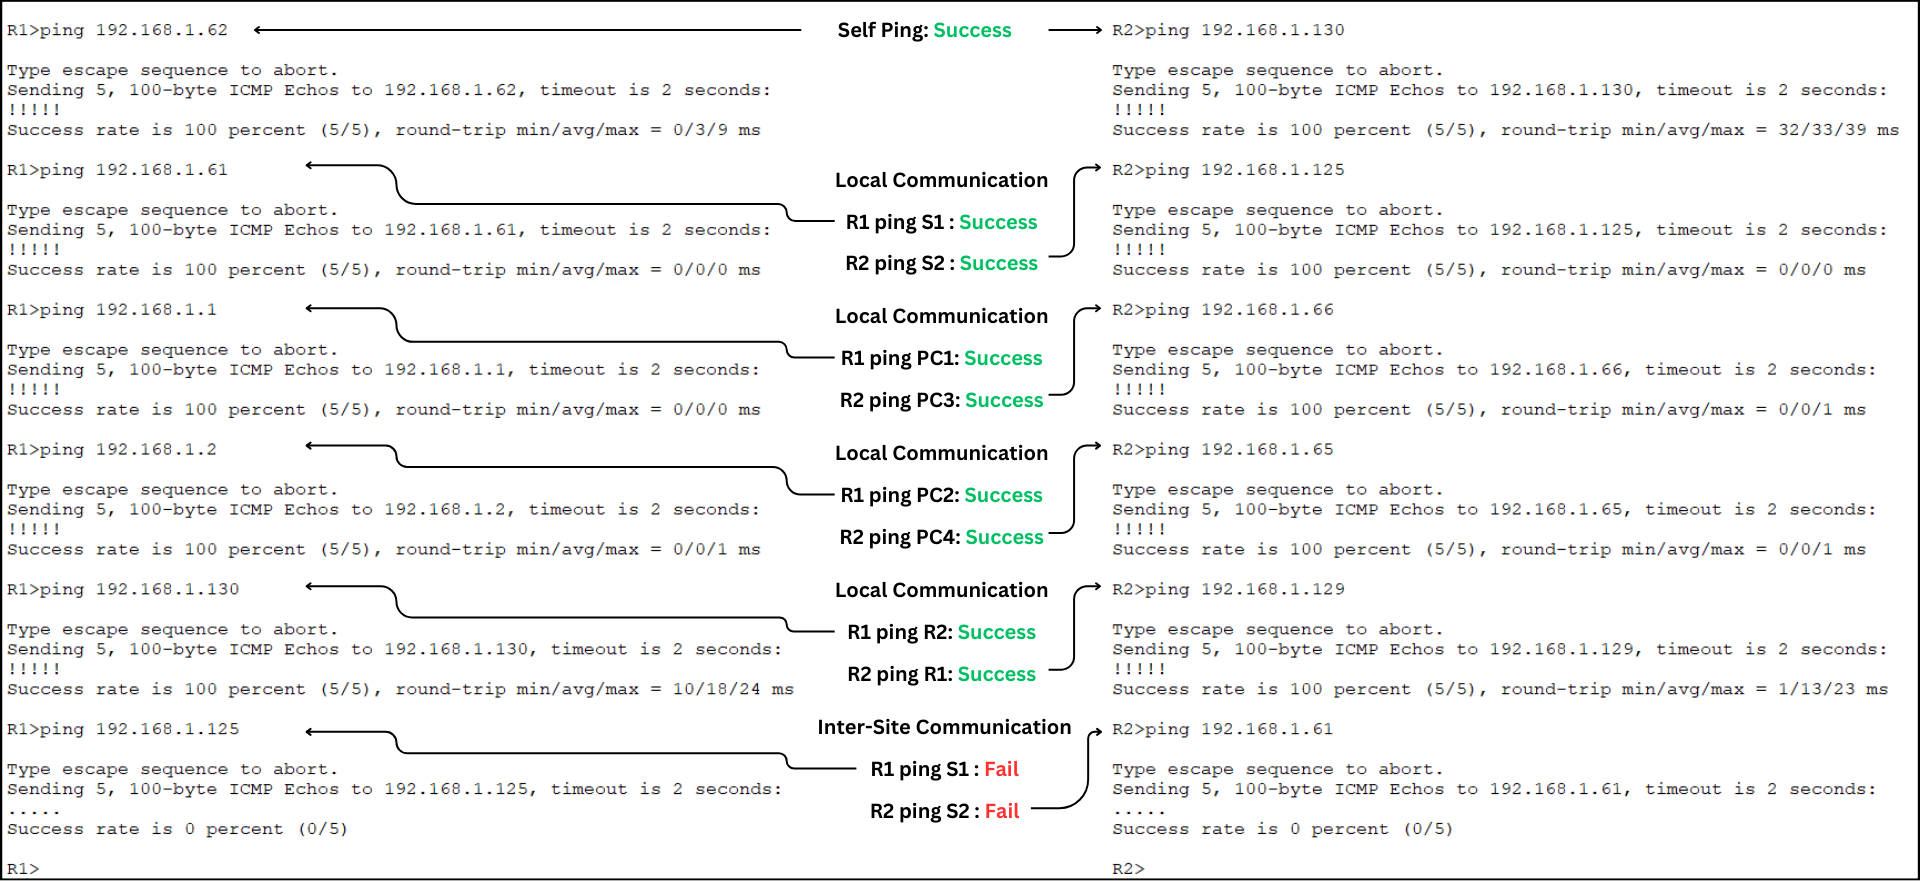 R1>ping 192.168.1.62
Type escape sequence to abort.
Sending 5, 100-byte ICMP Echos to 192.168.1.62, timeout is 2 seconds:
!!!!!
Success rate is 100 percent (5/5), round-trip min/avg/max = 0/3/9 ms
R1>ping 192.168.1.61
Type escape sequence to abort.
Sending 5, 100-byte ICMP Echos to 192.168.1.61, timeout is 2 seconds:
!!!!!
Success rate is 100 percent (5/5), round-trip min/avg/max = 0/0/0 ms
R1>ping 192.168.1.1
Type escape sequence to abort.
Sending 5, 100-byte ICMP Echos to 192.168.1.1, timeout is 2 seconds:
!!!!!
Success rate is 100 percent (5/5), round-trip min/avg/max = 0/0/0 ms
R1>ping 192.168.1.2
Type escape sequence to abort.
Sending 5, 100-byte ICMP Echos to 192.168.1.2, timeout is 2 seconds:
!!!!!
Success rate is 100 percent (5/5), round-trip min/avg/max = 0/0/1 ms
R1>ping 192.168.1.130
Type escape sequence to abort.
Sending 5, 100-byte ICMP Echos to 192.168.1.130, timeout is 2 seconds:
!!!!!
Success rate is 100 percent (5/5), round-trip min/avg/max = 10/18/24 ms
R1>ping 192.168.1.125
Type escape sequence to abort.
Sending 5, 100-byte ICMP Echos to 192.168.1.125, timeout is 2 seconds:
.....
Success rate is 0 percent (0/5)
R1>
Self Ping: Success
Local Communication
R1 ping S1 : Success
R2 ping S2 : Success
Local Communication
R1 ping PC1: Success
R2 ping PC3: Success
Local Communication
R1 ping PC2: Success
R2 ping PC4: Success
Local Communication
R1 ping R2: Success
R2 ping R1: Success
Inter-Site Communication
R1 ping S1 : Fail
R2 ping S2 : Fail
R2>ping 192.168.1.130
Type escape sequence to abort.
Sending 5, 100-byte ICMP Echos to 192.168.1.130, timeout is 2 seconds:
!!!!!
Success rate is 100 percent (5/5), round-trip min/avg/max = 32/33/39 ms
R2>ping 192.168.1.125
Type escape sequence to abort.
Sending 5, 100-byte ICMP Echos to 192.168.1.125, timeout is 2 seconds:
!!!!!
Success rate is 100 percent (5/5), round-trip min/avg/max = 0/0/0 ms
R2>ping 192.168.1.66
Type escape sequence to abort.
Sending 5, 100-byte ICMP Echos to 192.168.1.66, timeout is 2 seconds:
!!!!!
Success rate is 100 percent (5/5), round-trip min/avg/max = 0/0/1 ms
R2>ping 192.168.1.65
Type escape sequence to abort.
Sending 5, 100-byte ICMP Echos to 192.168.1.65, timeout is 2 seconds:
!!!!!
Success rate is 100 percent (5/5), round-trip min/avg/max = 0/0/1 ms
R2>ping 192.168.1.129
Type escape sequence to abort.
Sending 5, 100-byte ICMP Echos to 192.168.1.129, timeout is 2 seconds:
!!!!!
Success rate is 100 percent (5/5), round-trip min/avg/max = 1/13/23 ms
R2>ping 192.168.1.61
Type escape sequence to abort.
Sending 5, 100-byte ICMP Echos to 192.168.1.61, timeout is 2 seconds:
.....
Success rate is 0 percent (0/5)
R2>